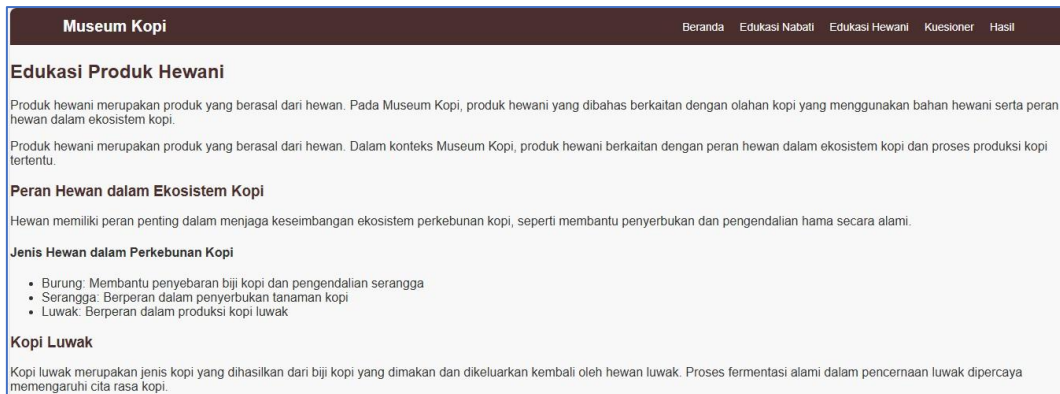 Museum Kopi
Beranda Edukasi Nabati Edukasi Hewani Kuesioner Hasil
Edukasi Produk Hewani
Produk hewani merupakan produk yang berasal dari hewan. Pada Museum Kopi, produk hewani yang dibahas berkaitan dengan olahan kopi yang menggunakan bahan hewani serta peran
hewan dalam ekosistem kopi.
Produk hewani merupakan produk yang berasal dari hewan. Dalam konteks Museum Kopi, produk hewani berkaitan dengan peran hewan dalam ekosistem kopi dan proses produksi kopi
tertentu.
Peran Hewan dalam Ekosistem Kopi
Hewan memiliki peran penting dalam menjaga keseimbangan ekosistem perkebunan kopi, seperti membantu penyerbukan dan pengendalian hama secara alami.
Jenis Hewan dalam Perkebunan Kopi
• Burung: Membantu penyebaran biji kopi dan pengendalian serangga
• Serangga: Berperan dalam penyerbukan tanaman kopi
• Luwak: Berperan dalam produksi kopi luwak
Kopi Luwak
Kopi luwak merupakan jenis kopi yang dihasilkan dari biji kopi yang dimakan dan dikeluarkan kembali oleh hewan luwak. Proses fermentasi alami dalam pencernaan luwak dipercaya
memengaruhi cita rasa kopi.